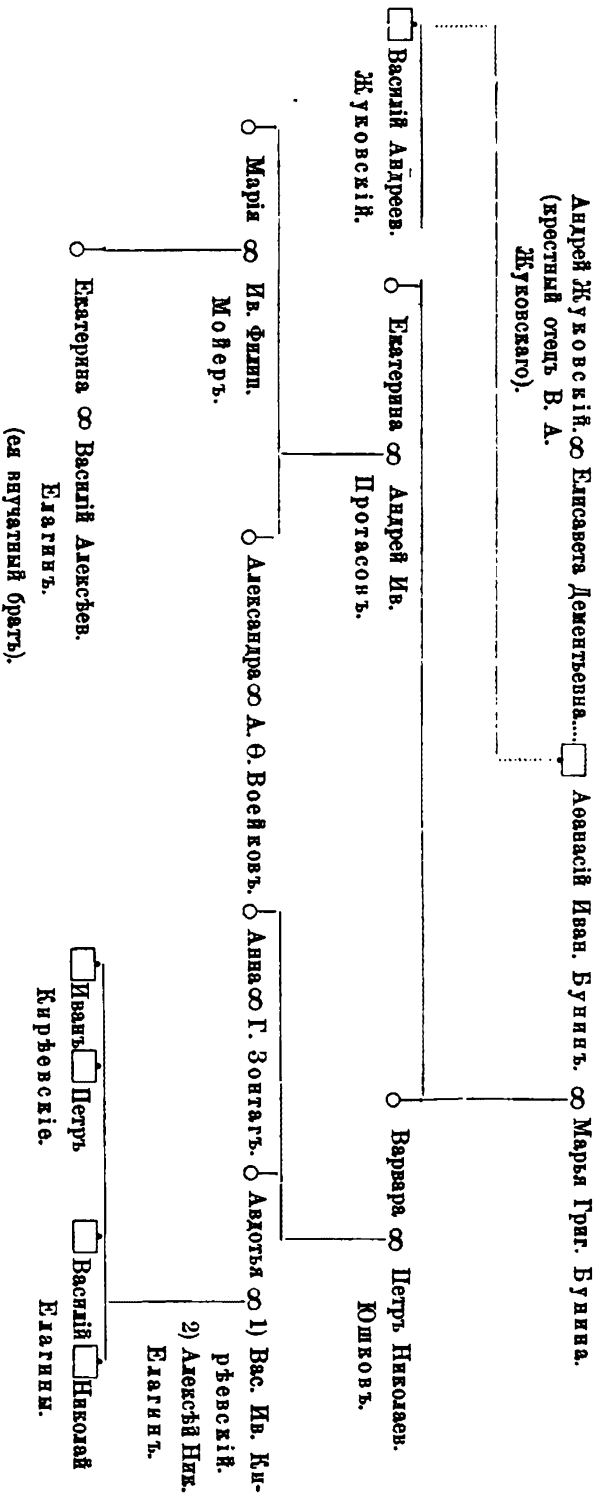 Андрей Жуковскій. ∞ Елисавета Дементьевна.... Аѳанасій Иван. Бунинъ. ∞ Марья Григ. Бунина.
(крестный отецъ В. А.
Жуковскаго).
Василій Андреев.
Жуковскій.
Екатерина ∞ Андрей Ив.
Протасовъ.
Варвара ∞ Петръ Николаев.
Юшковъ.
Марія ∞ Ив. Филип.
Мойеръ.
Александра ∞ А. Ѳ. Воейковъ.
Анна ∞ Г. Зонтагъ.
Авдотья ∞ 1) Вас. Ив. Ки-
рѣевскій.
2) Алексѣй Ник.
Елагинъ.
Екатерина ∞ Василій Алексѣев.
Елагинъ.
(ея внучатный братъ).
Иванъ Петръ
Кирѣевскіе.
Василій Николай
Елагины.